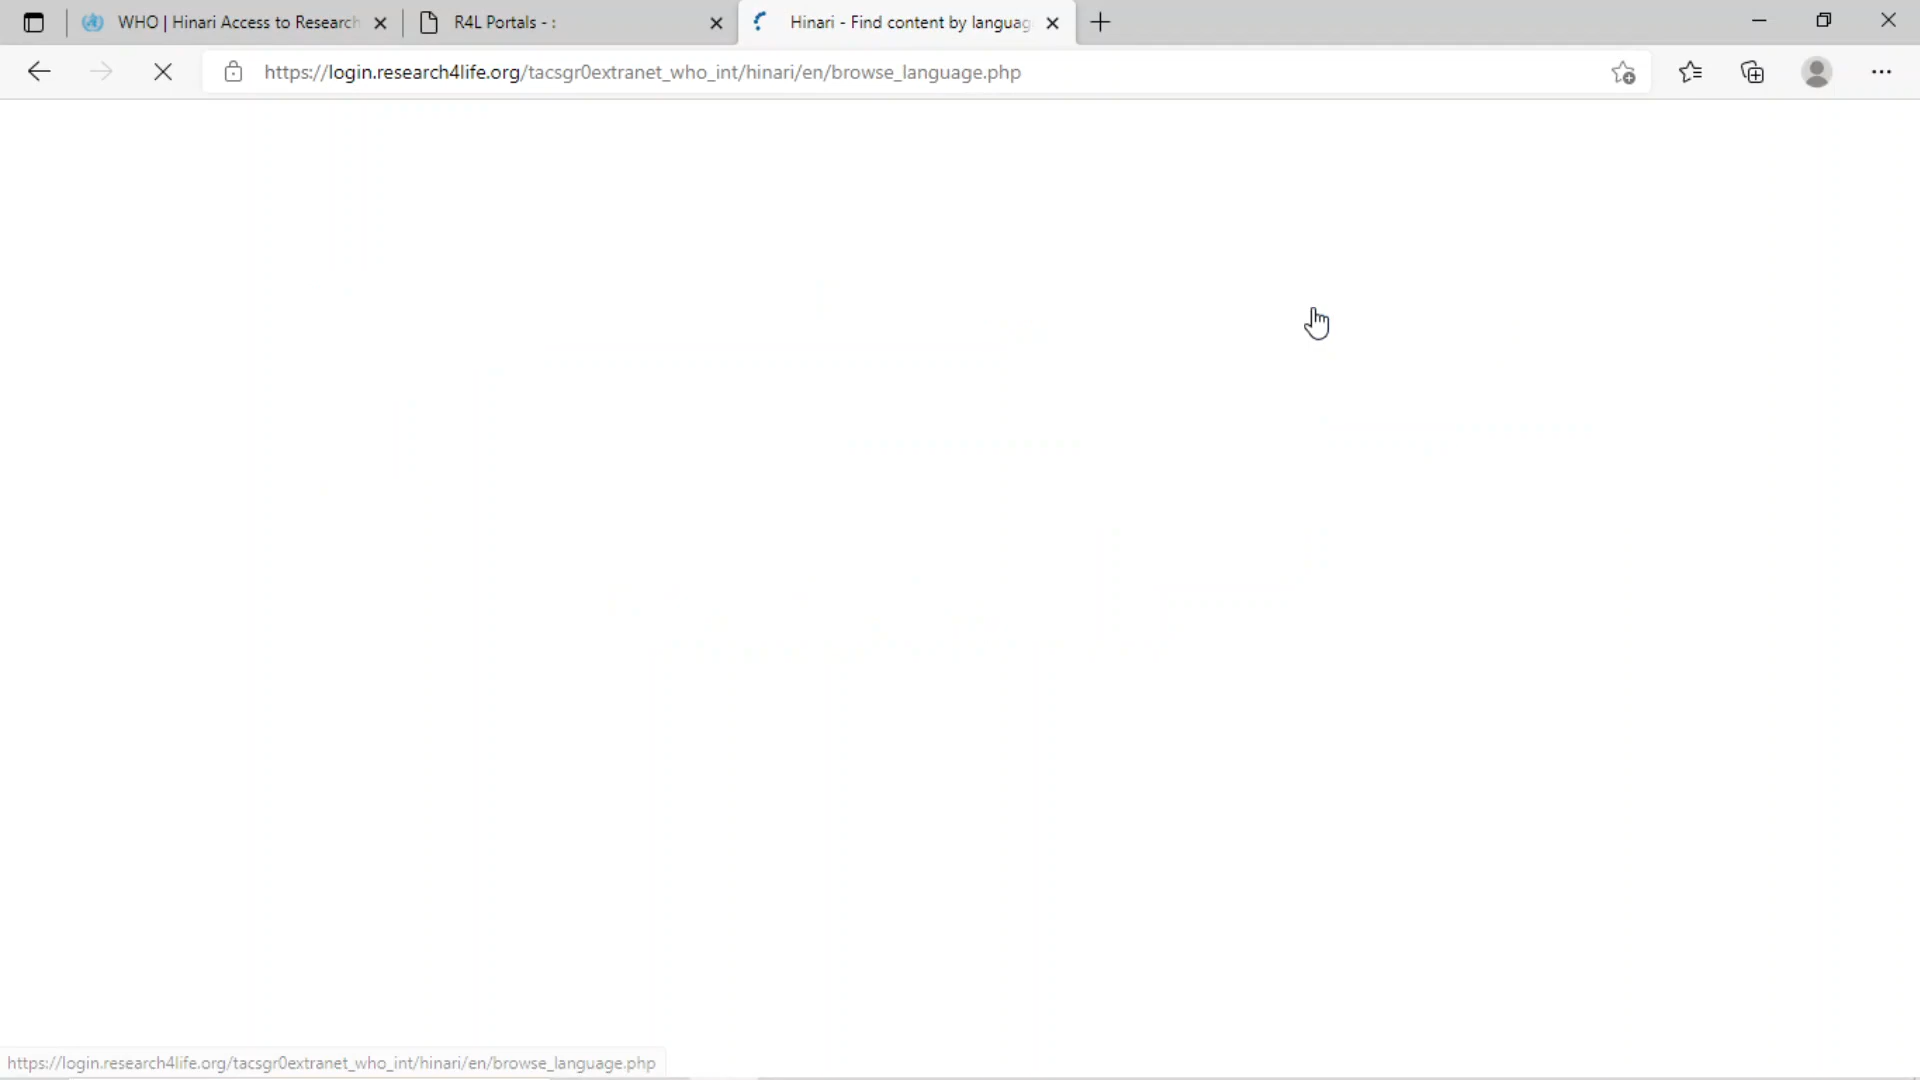 WHO | Hinari Access to Research
R4L Portals - :
Hinari - Find content by languag
https://login.research4life.org/tacsgr0extranet_who_int/hinari/en/browse_language.php
https://login.research4life.org/tacsgr0extranet_who_int/hinari/en/browse_language.php